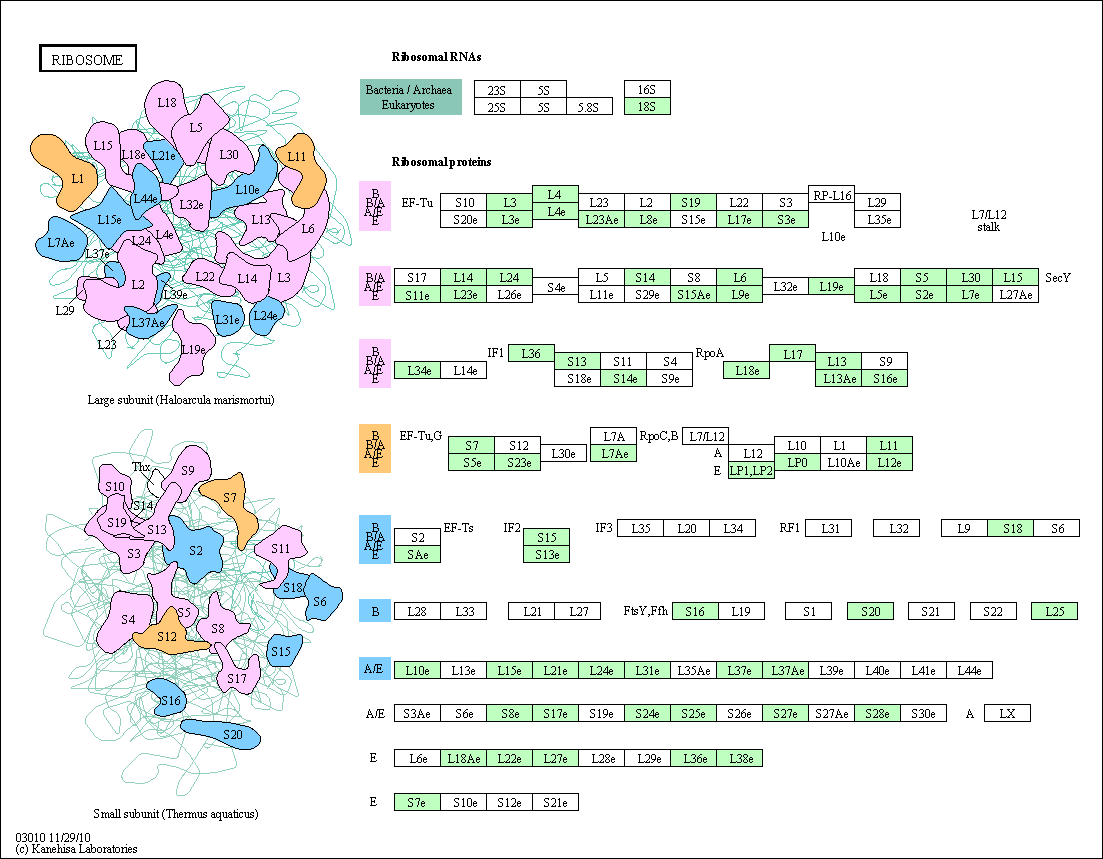 RIBOSOME
Ribosomal RNAs
Bacteria / Archaea 23S 5S 16S
Eukaryotes 25S 5S 5.8S 18S
L18
L5
L15
L18e
L21e
L30
L11
L1
L44e
L10e
L32e
L15e
L13
L6
L7Ae
L24
L4e
L37e
L2
L22
L14
L3
L39e
L29
L37Ae
L31e
L24e
L23
L19e
Large subunit (Haloarcula marismortui)
Thx
S9
S10
S7
S14
S19
S13
S3
S2
S11
S18
S6
S4
S5
S12
S8
S15
S17
S16
S20
Small subunit (Thermus aquaticus)
03010 11/29/10
(c) Kanehisa Laboratories
Ribosomal proteins
B
B/A
A/E
E
EF-Tu S10 L3 L4 L23 L2 S19 L22 S3 RP-L16 L29
S20e L3e L4e L23Ae L8e S15e L17e S3e L35e
L10e
L7/L12
stalk
B/A
A/E
E
S17 L14 L24 L5 S14 S8 L6 L18 S5 L30 L15 SecY
S4e L32e L19e
S11e L23e L26e L11e S29e S15Ae L9e L5e S2e L7e L27Ae
B
B/A
A/E
E
IF1 L36 RpoA L17
S13 S11 S4 L13 S9
L34e L14e L18e
S18e S14e S9e L13Ae S16e
B
B/A
A/E
E
EF-Tu,G L7A RpoC,B L7/L12
S7 S12 L10 L1 L11
L30e L7Ae A L12
S5e S23e E LP1,LP2 LP0 L10Ae L12e
B
B/A
A/E
E
EF-Ts IF2 IF3 L35 L20 L34 RF1 L31 L32 L9 S18 S6
S2 S15
SAe S13e
B L28 L33 L21 L27 FtsY,Ffh S16 L19 S1 S20 S21 S22 L25
A/E L10e L13e L15e L21e L24e L31e L35Ae L37e L37Ae L39e L40e L41e L44e
A/E S3Ae S6e S8e S17e S19e S24e S25e S26e S27e S27Ae S28e S30e A LX
E L6e L18Ae L22e L27e L28e L29e L36e L38e
E S7e S10e S12e S21e